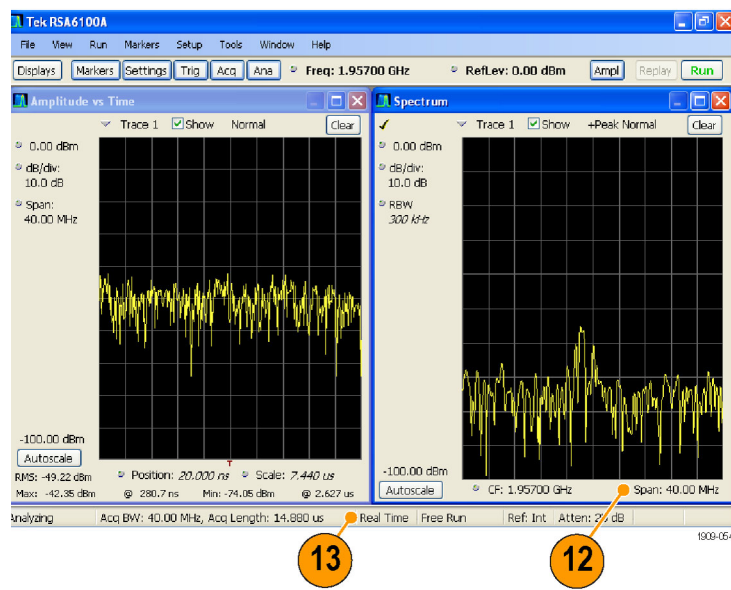 Tek RSA6100A
File View Run Markers Setup Tools Window Help
Displays Markers Settings Trig Acq Ana Freq: 1.95700 GHz RefLev: 0.00 dBm Ampl Replay Run
Amplitude vs Time
Trace 1 Show Normal Clear
0.00 dBm
dB/div:
10.0 dB
Span:
40.00 MHz
-100.00 dBm
Autoscale
T
Position: 20.000 ns Scale: 7.440 us
RMS: -49.22 dBm
Max: -42.35 dBm @ 280.7 ns Min: -74.05 dBm @ 2.627 us
Spectrum
Trace 1 Show +Peak Normal Clear
0.00 dBm
dB/div:
10.0 dB
RBW
300 kHz
-100.00 dBm
Autoscale CF: 1.95700 GHz Span: 40.00 MHz
Analyzing Acq BW: 40.00 MHz, Acq Length: 14.880 us Real Time Free Run Ref: Int Atten: dB
13
12
1909-054